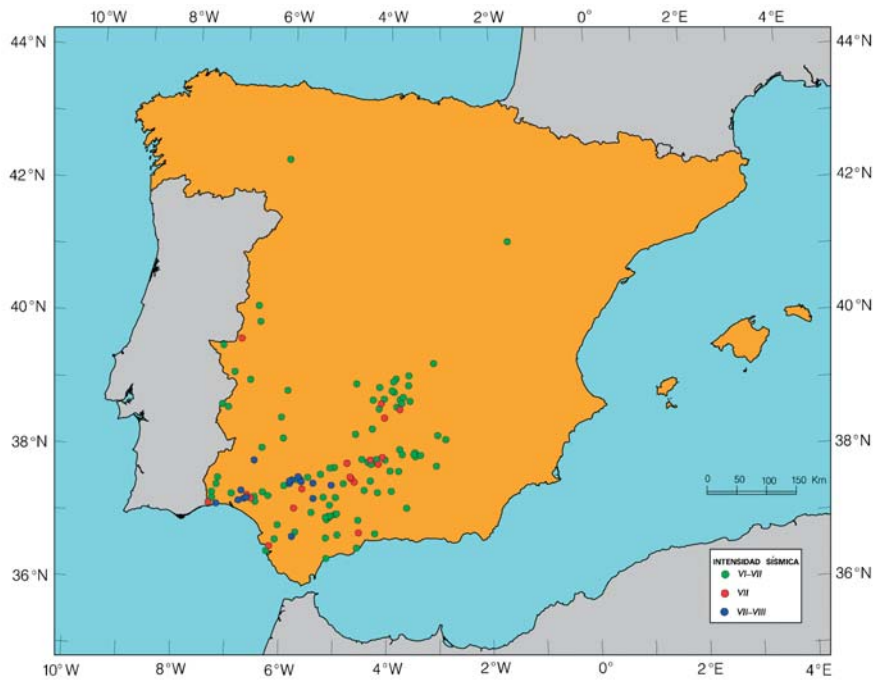 10°W 8°W 6°W 4°W 2°W 0° 2°E 4°E
44°N 44°N
42°N 42°N
40°N 40°N
38°N 38°N
0 50 100 150 Km
36°N 36°N
INTENSIDAD SÍSMICA
VI-VII
VII
VII-VIII
10°W 8°W 6°W 4°W 2°W 0° 2°E 4°E